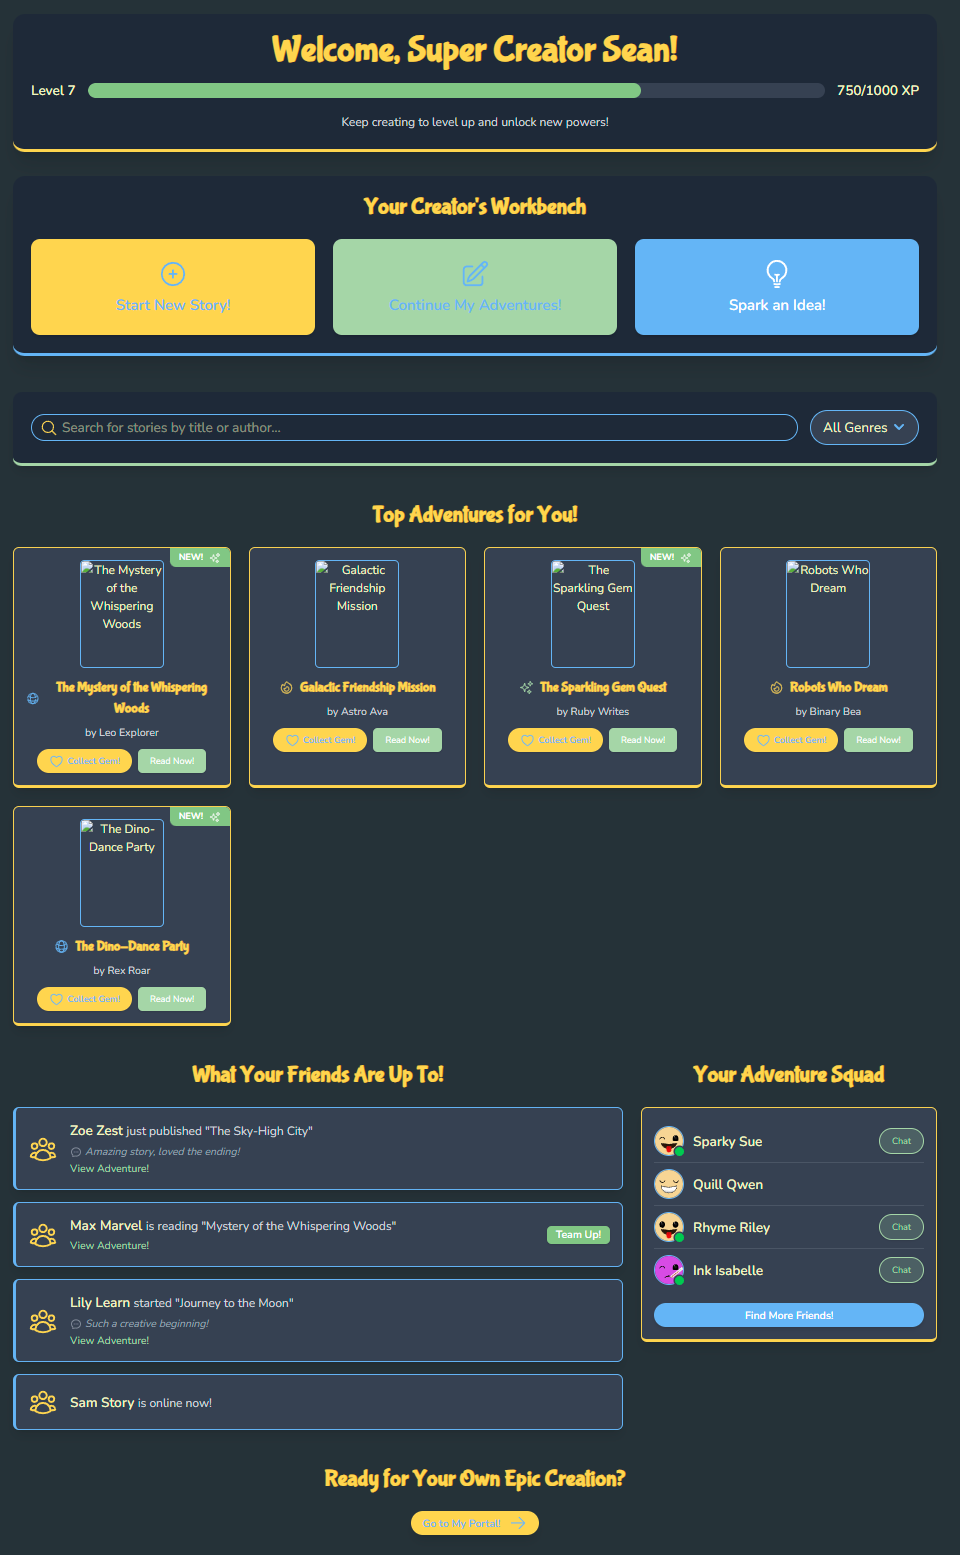 Welcome, Super Creator Sean!
Level 7
750/1000 XP
Keep creating to level up and unlock new powers!
Your Creator's Workbench
Start New Story!
Continue My Adventures!
Spark an Idea!
Search for stories by title or author...
All Genres
Top Adventures for You!
NEW!
The Mystery
of the
Whispering
Woods
The Mystery of the Whispering
Woods
by Leo Explorer
Collect Gem!
Read Now!
Galactic
Friendship
Mission
Galactic Friendship Mission
by Astro Ava
Collect Gem!
Read Now!
NEW!
The
Sparkling Gem
Quest
The Sparkling Gem Quest
by Ruby Writes
Collect Gem!
Read Now!
Robots Who
Dream
Robots Who Dream
by Binary Bea
Collect Gem!
Read Now!
NEW!
The Dino-
Dance Party
The Dino-Dance Party
by Rex Roar
Collect Gem!
Read Now!
What Your Friends Are Up To!
Zoe Zest just published "The Sky-High City"
Amazing story, loved the ending!
View Adventure!
Max Marvel is reading "Mystery of the Whispering Woods"
View Adventure!
Team Up!
Lily Learn started "Journey to the Moon"
Such a creative beginning!
View Adventure!
Sam Story is online now!
Your Adventure Squad
Sparky Sue
Chat
Quill Qwen
Rhyme Riley
Chat
Ink Isabelle
Chat
Find More Friends!
Ready for Your Own Epic Creation?
Go to My Portal!